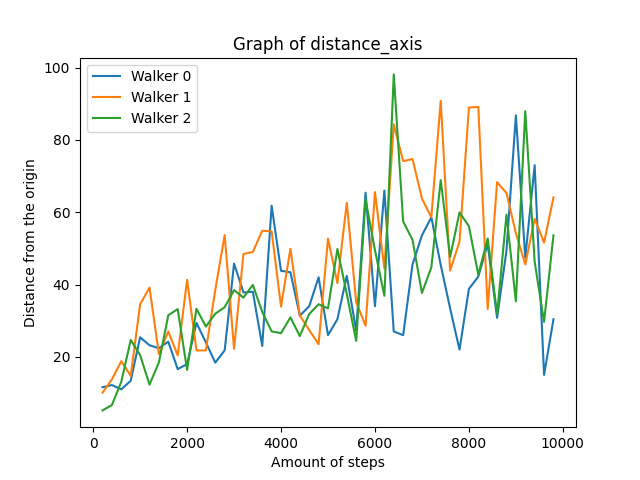 Graph of distance_axis
Walker 0
Walker 1
Walker 2
Distance from the origin
100
80
60
40
20
0 2000 4000 6000 8000 10000
Amount of steps